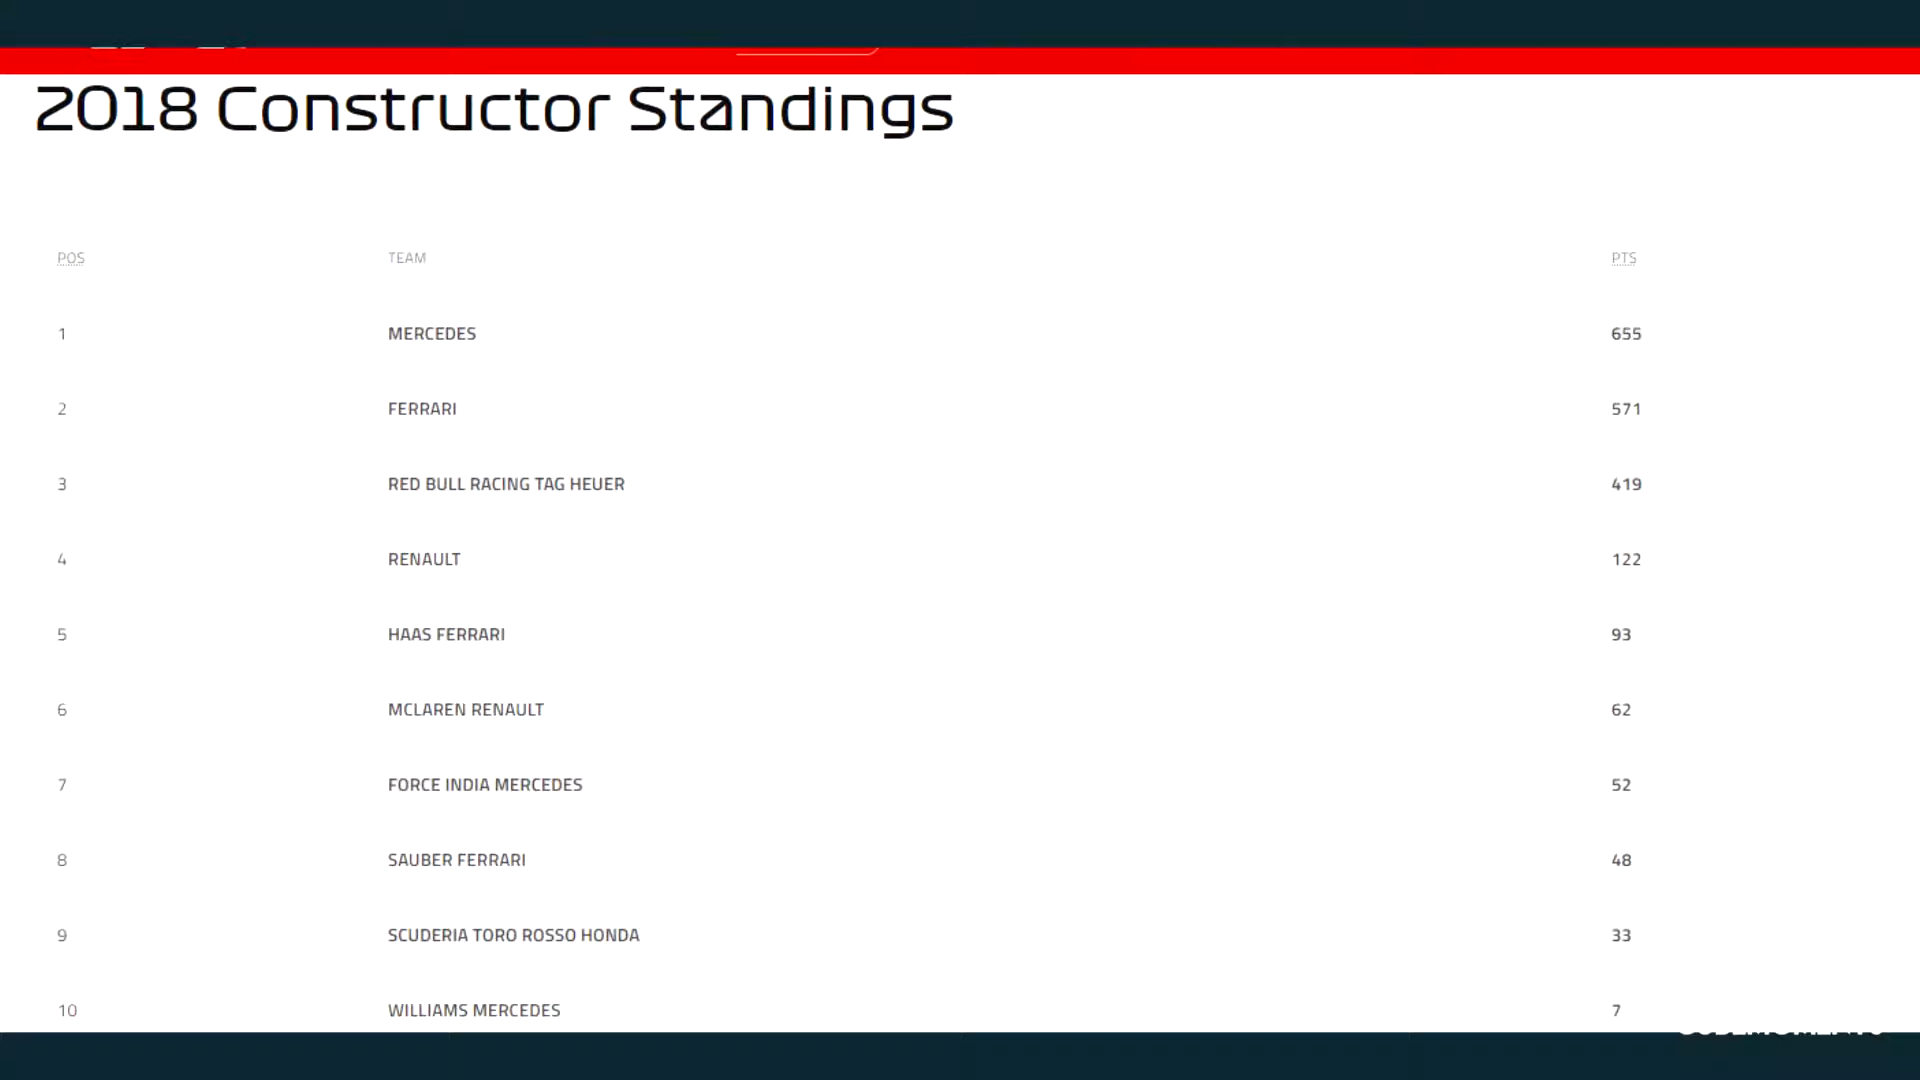 2018 Constructor Standings
POS TEAM PTS
1 MERCEDES 655
2 FERRARI 571
3 RED BULL RACING TAG HEUER 419
4 RENAULT 122
5 HAAS FERRARI 93
6 MCLAREN RENAULT 62
7 FORCE INDIA MERCEDES 52
8 SAUBER FERRARI 48
9 SCUDERIA TORO ROSSO HONDA 33
10 WILLIAMS MERCEDES 7